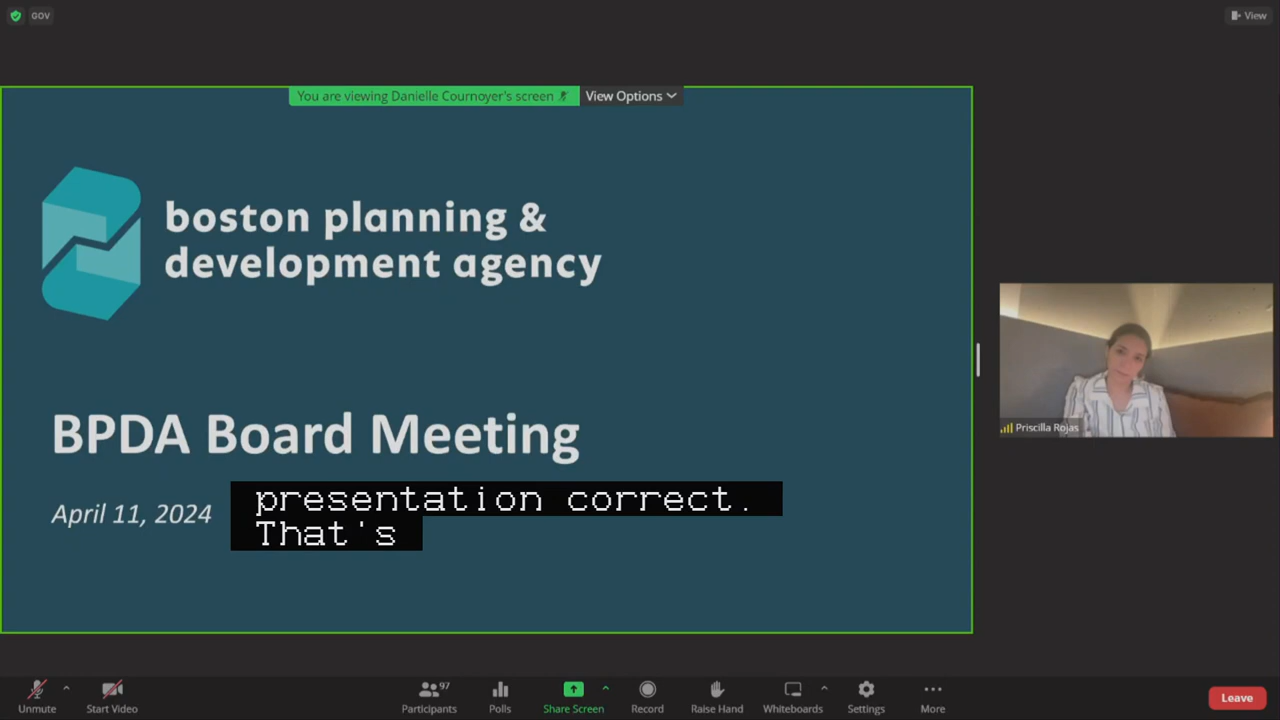 GOV
View
You are viewing Danielle Cournoyer's screen
View Options
boston planning &
development agency
BPDA Board Meeting
April 11, 2024
presentation correct.
That's
Priscilla Rojas
97
Unmute
Start Video
Participants
Polls
Share Screen
Record
Raise Hand
Whiteboards
Settings
More
Leave